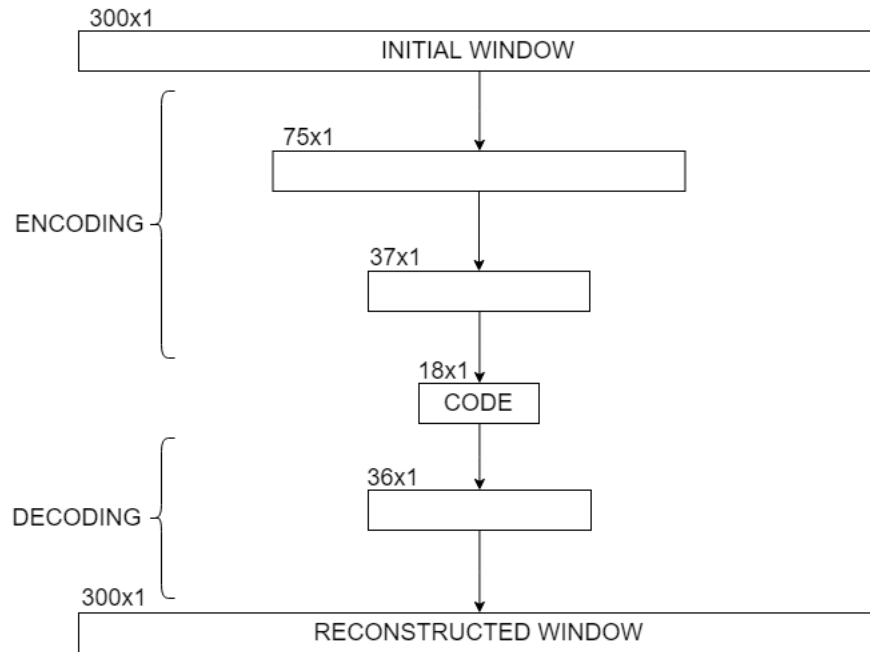 300x1
INITIAL WINDOW
75x1
ENCODING
37x1
18x1
CODE
36x1
DECODING
300x1
RECONSTRUCTED WINDOW